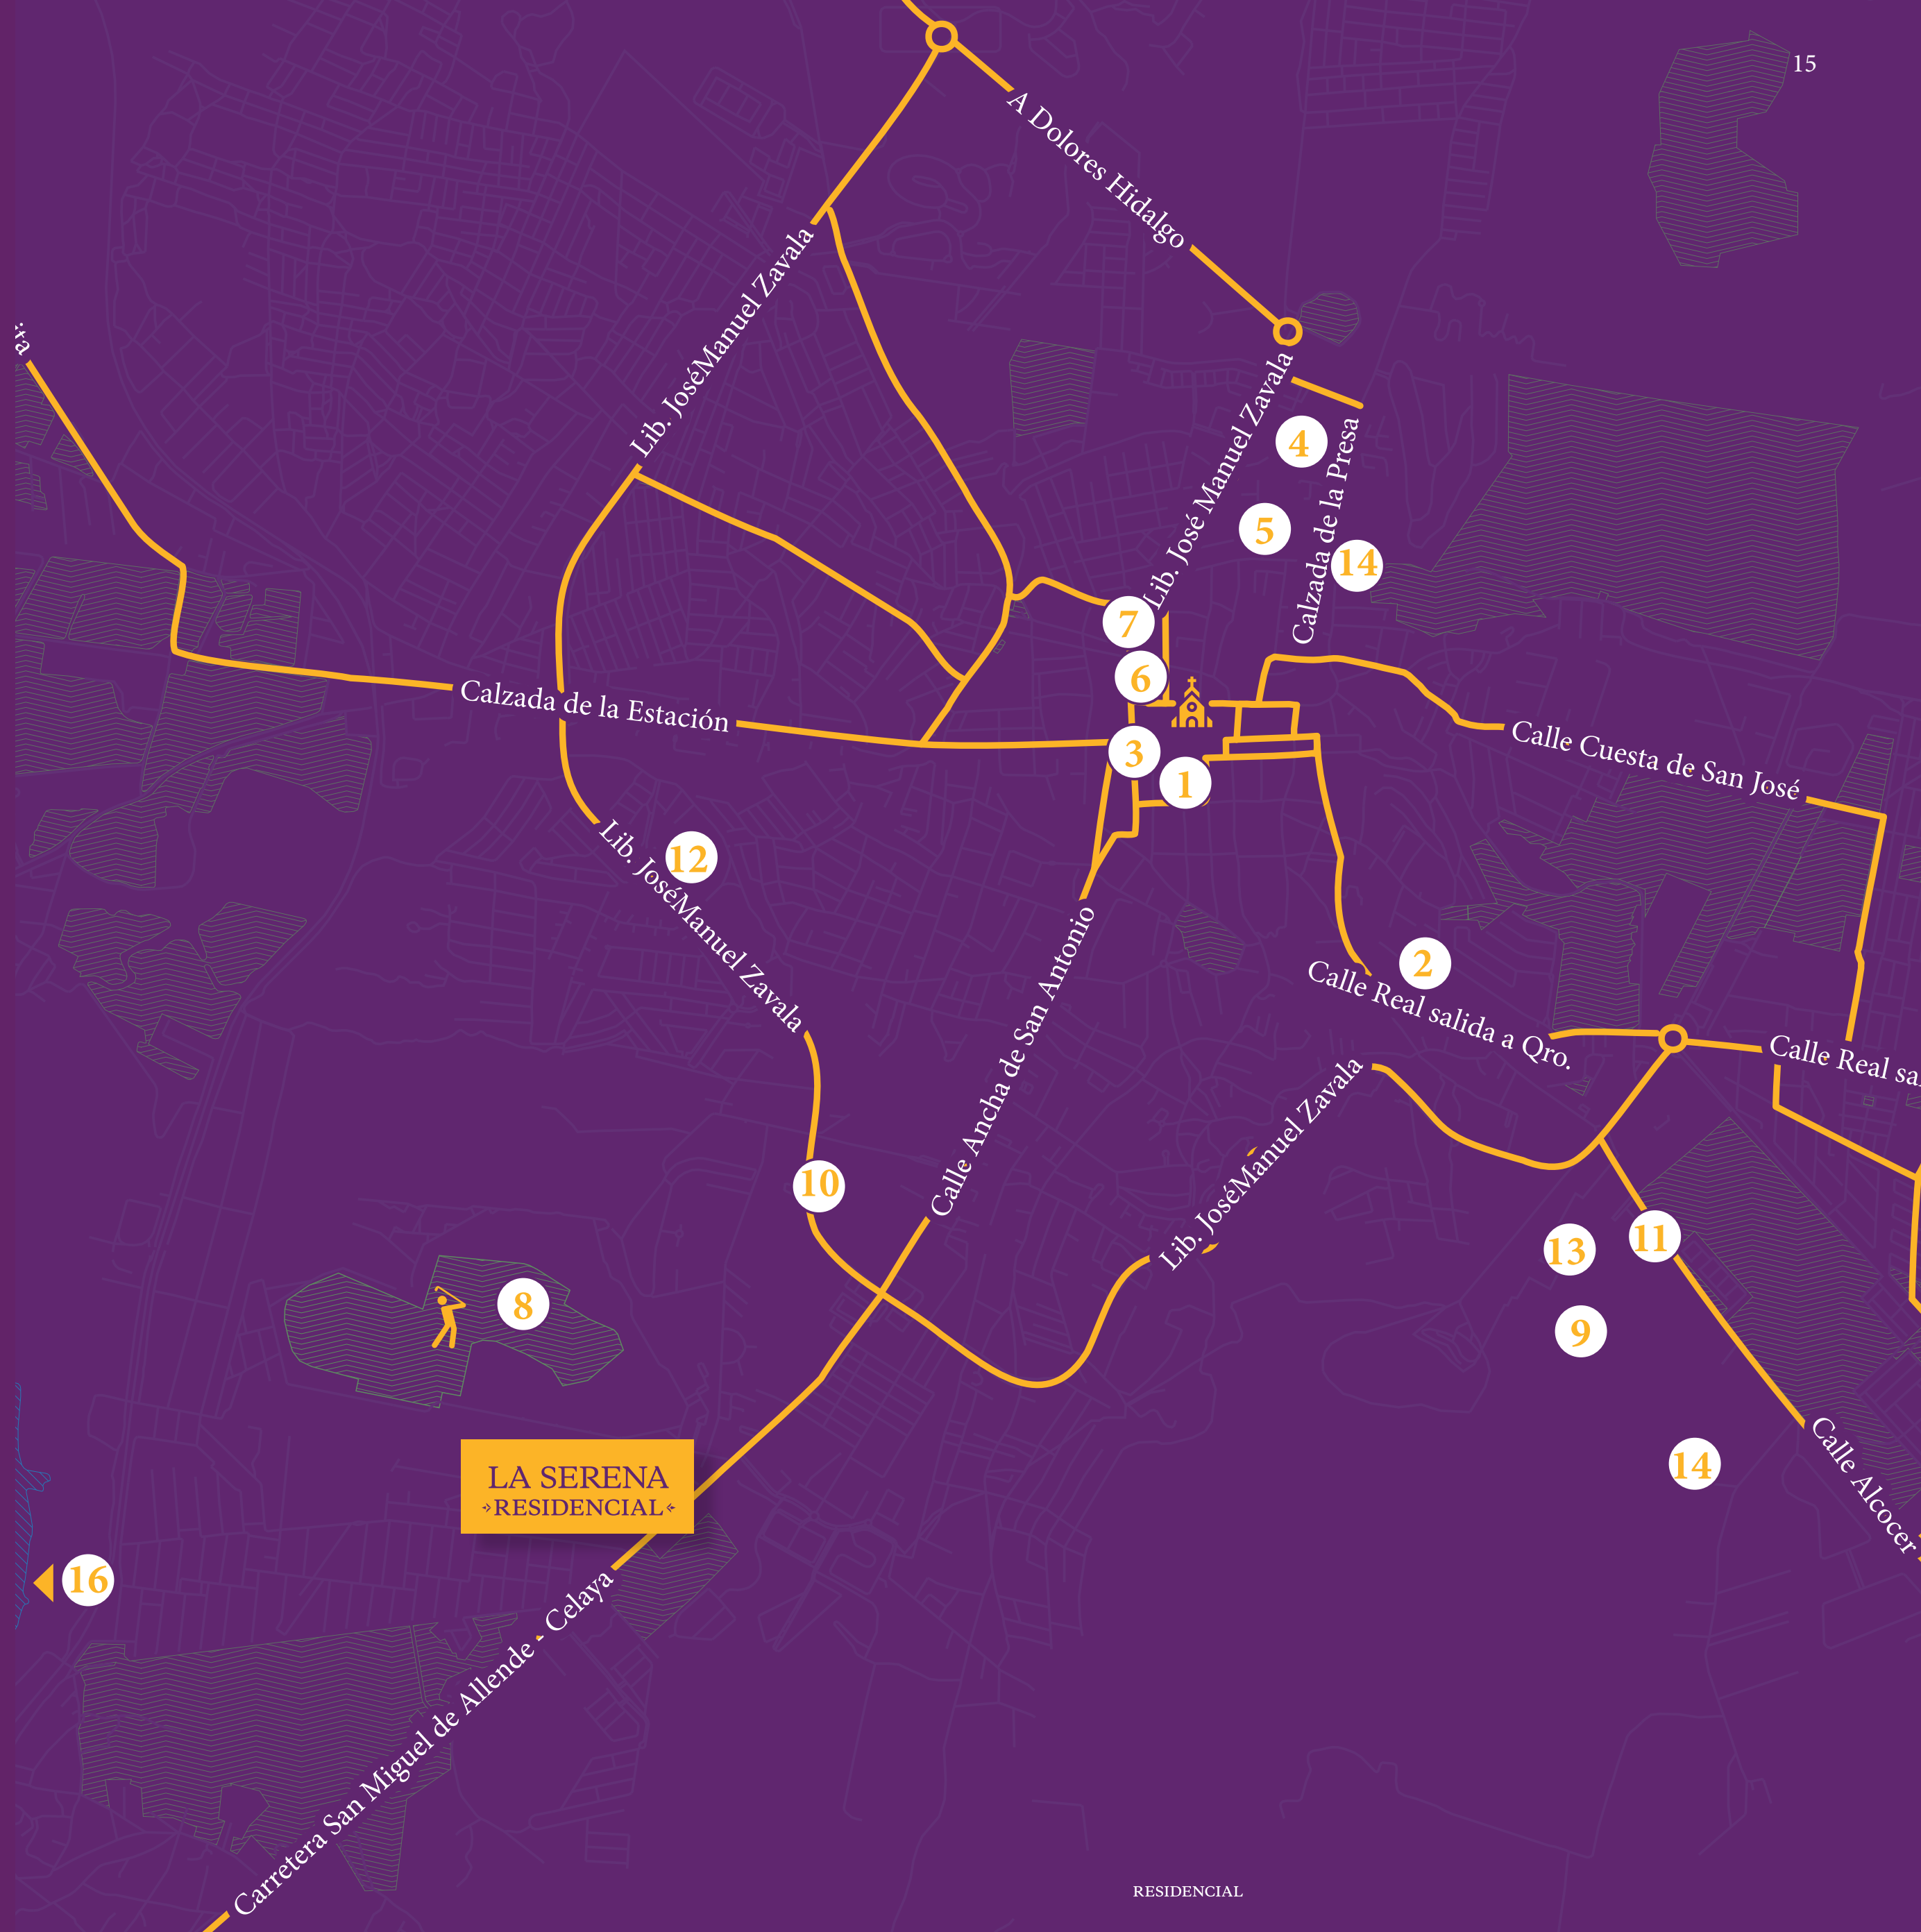 15
A Dolores Hidalgo
Lib. JoséManuel Zavala
ta
Lib. José Manuel Zavala
4
Calzada de la Presa
5
14
7
6
Calzada de la Estación
Calle Cuesta de San José
3
1
12
Lib. JoséManuel Zavala
Calle Ancha de San Antonio
2
Calle Real salida a Qro.
Calle Real sa
Lib. JoséManuel Zavala
10
11
13
8
9
14
Calle Alcocer
LA SERENA
RESIDENCIAL
16
Carretera San Miguel de Allende - Celaya
RESIDENCIAL